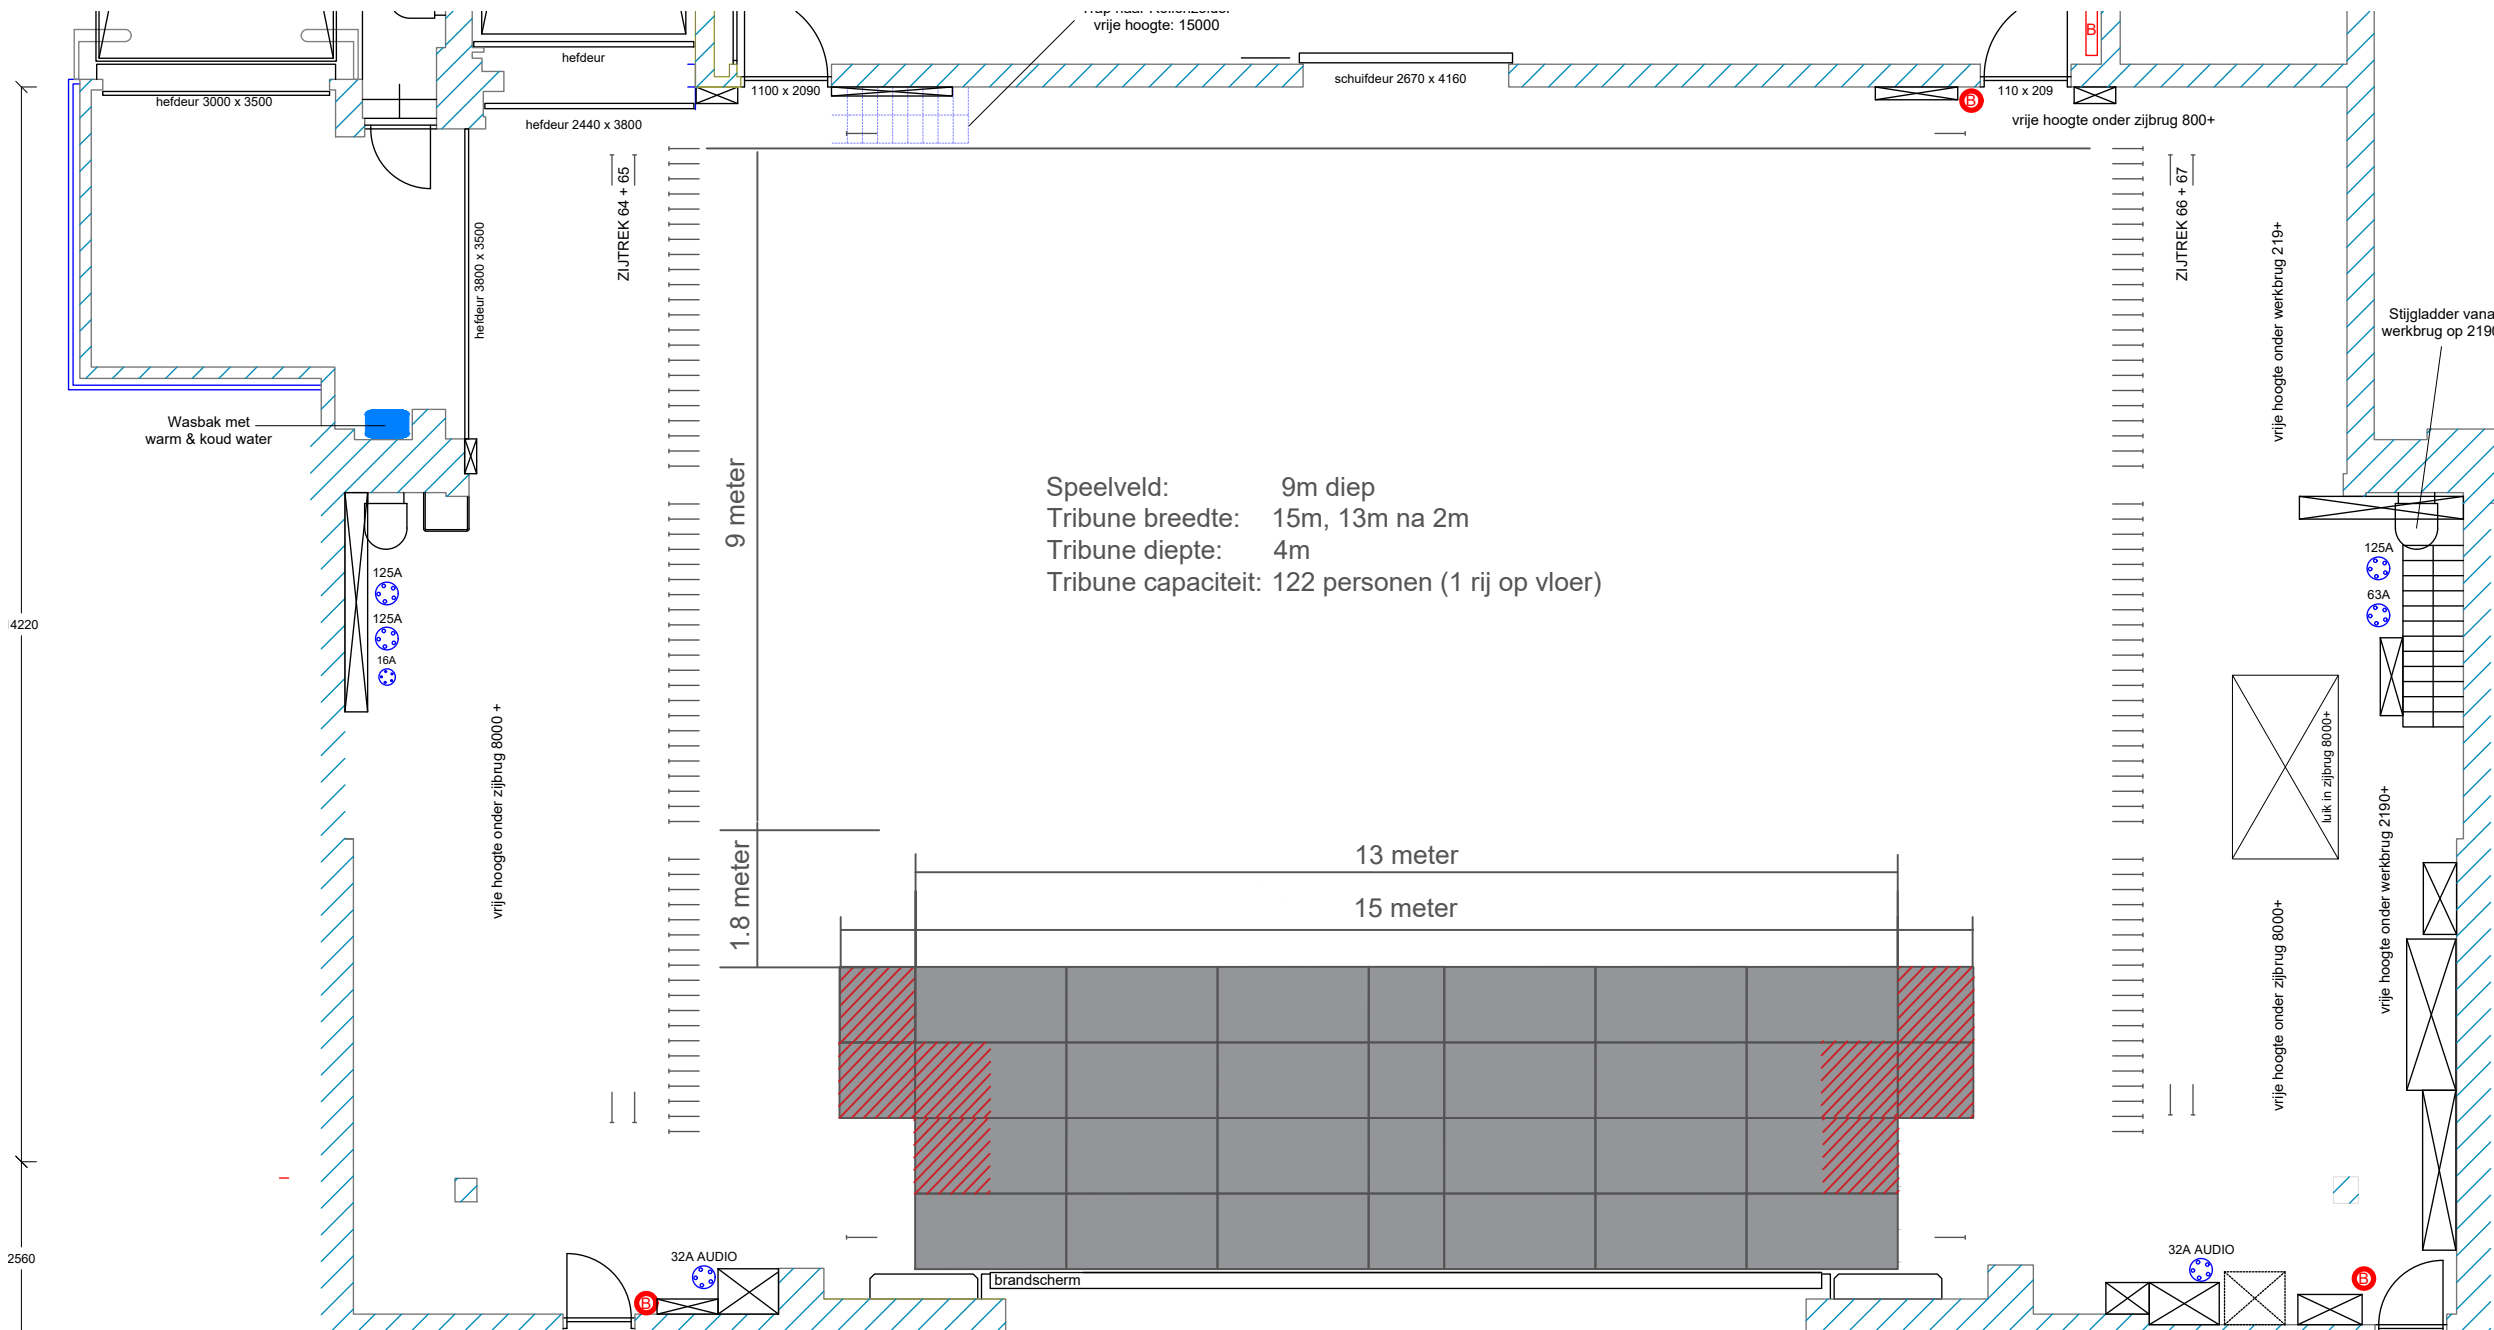 vrije hoogte: 15000
hefdeur
schuifdeur 2670 x 4160
hefdeur 3000 x 3500
1100 x 2090
110 x 209
B
B
hefdeur 2440 x 3800
vrije hoogte onder zijbrug 800+
ZIJTREK 64 + 65
ZIJTREK 66 + 67
hefdeur 3800 x 3500
vrije hoogte onder werkbrug 219+
Stijgladder vana
werkbrug op 2190
Wasbak met
warm & koud water
9 meter
Speelveld: 9m diep
Tribune breedte: 15m, 13m na 2m
Tribune diepte: 4m
Tribune capaciteit: 122 personen (1 rij op vloer)
125A
125A
16A
125A
63A
4220
vrije hoogte onder zijbrug 8000 +
luik in zijbrug 8000+
vrije hoogte onder werkbrug 2190+
vrije hoogte onder zijbrug 8000+
1.8 meter
13 meter
15 meter
2560
32A AUDIO
32A AUDIO
B
B
brandscherm